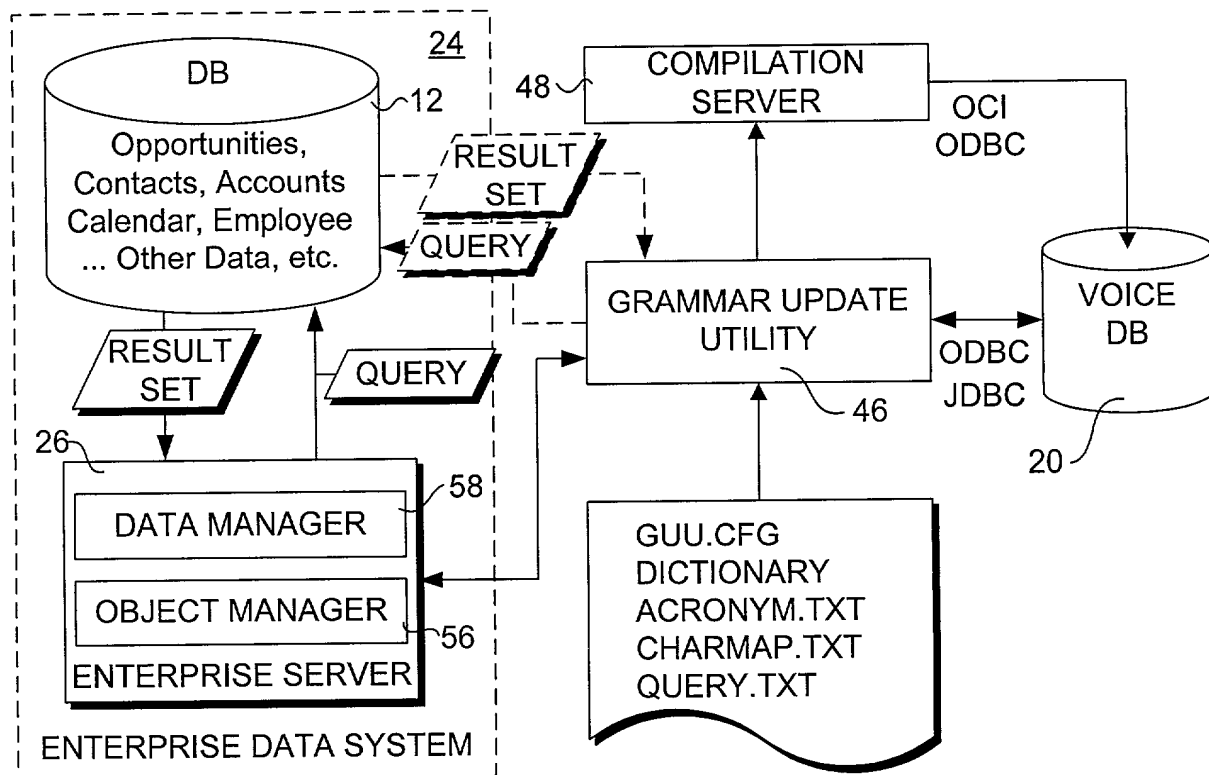 24
DB
12
Opportunities,
Contacts, Accounts
Calendar, Employee
... Other Data, etc.
RESULT
SET
QUERY
RESULT
SET
QUERY
26
58
DATA MANAGER
OBJECT MANAGER
56
ENTERPRISE SERVER
ENTERPRISE DATA SYSTEM
48
COMPILATION
SERVER
OCI
ODBC
GRAMMAR UPDATE
UTILITY
46
ODBC
JDBC
VOICE
DB
20
GUU.CFG
DICTIONARY
ACRONYM.TXT
CHARMAP.TXT
QUERY.TXT